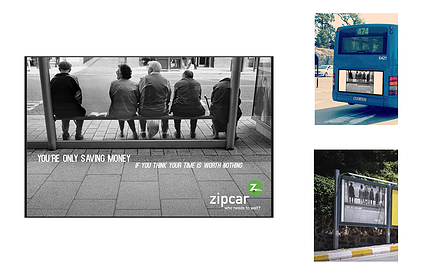 YOU'RE ONLY SAVING MONEY
IF YOU THINK YOUR TIME IS WORTH NOTHING
Z
zipcar
who needs to wait?
474